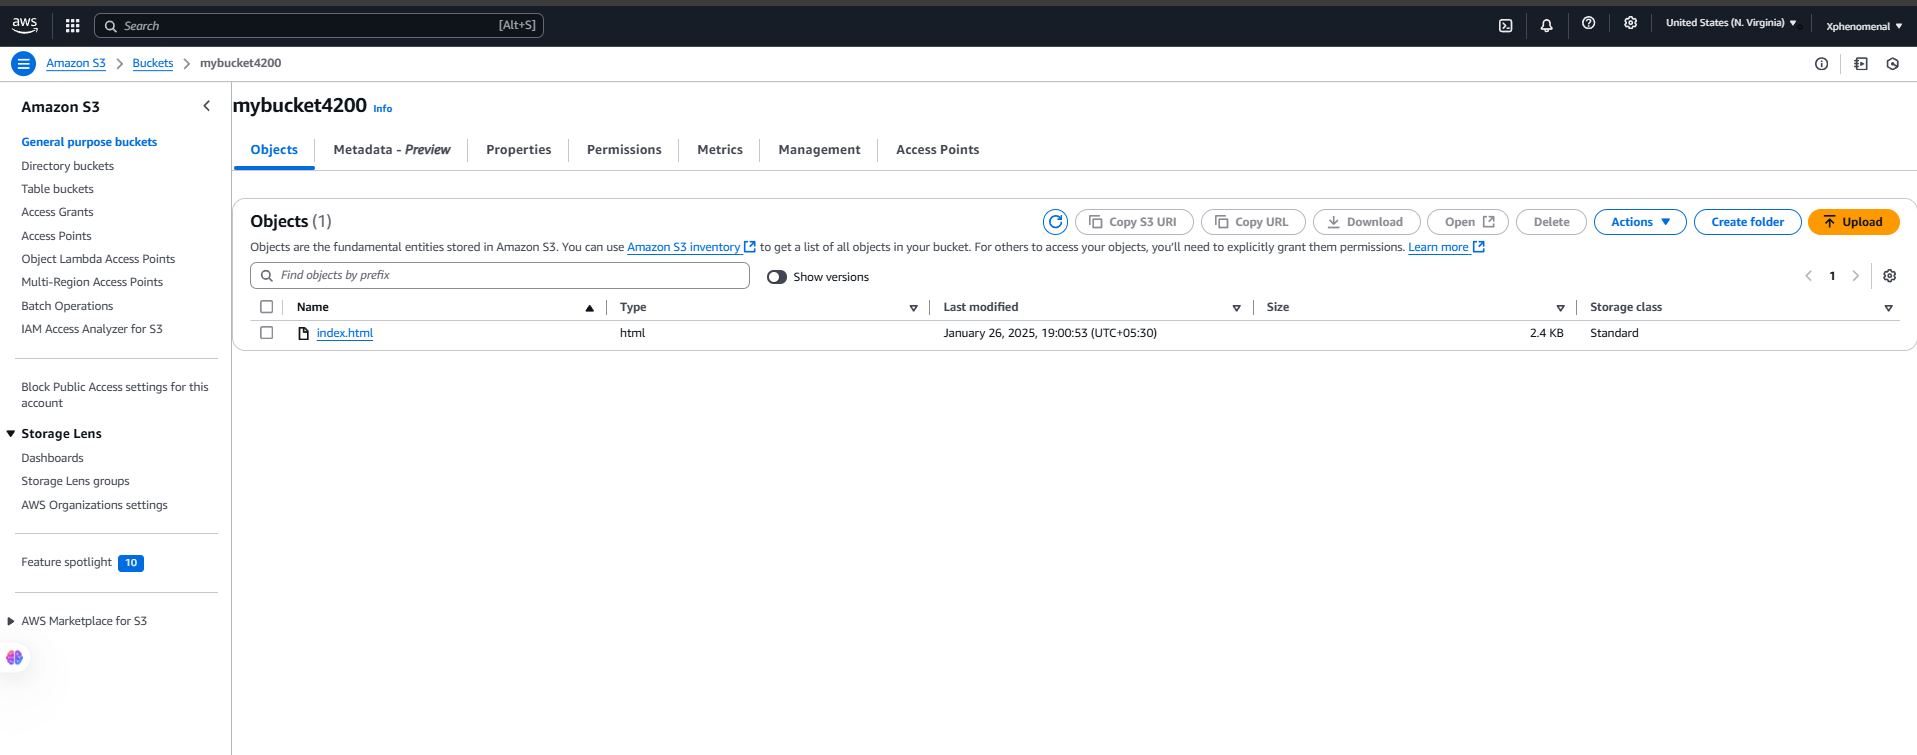 aws
Search [Alt+S]
United States (N. Virginia)
Xphenomenal
Amazon S3
Buckets
mybucket4200
Amazon S3
General purpose buckets
Directory buckets
Table buckets
Access Grants
Access Points
Object Lambda Access Points
Multi-Region Access Points
Batch Operations
IAM Access Analyzer for S3
Block Public Access settings for this
account
Storage Lens
Dashboards
Storage Lens groups
AWS Organizations settings
Feature spotlight 10
AWS Marketplace for S3
mybucket4200 Info
Objects
Metadata - Preview
Properties
Permissions
Metrics
Management
Access Points
Objects (1)
Copy S3 URI
Copy URL
Download
Open
Delete
Actions
Create folder
Upload
Objects are the fundamental entities stored in Amazon S3. You can use Amazon S3 inventory to get a list of all objects in your bucket. For others to access your objects, you'll need to explicitly grant them permissions. Learn more
Find objects by prefix
Show versions
1
Name Type Last modified Size Storage class
index.html html January 26, 2025, 19:00:53 (UTC+05:30) 2.4 KB Standard